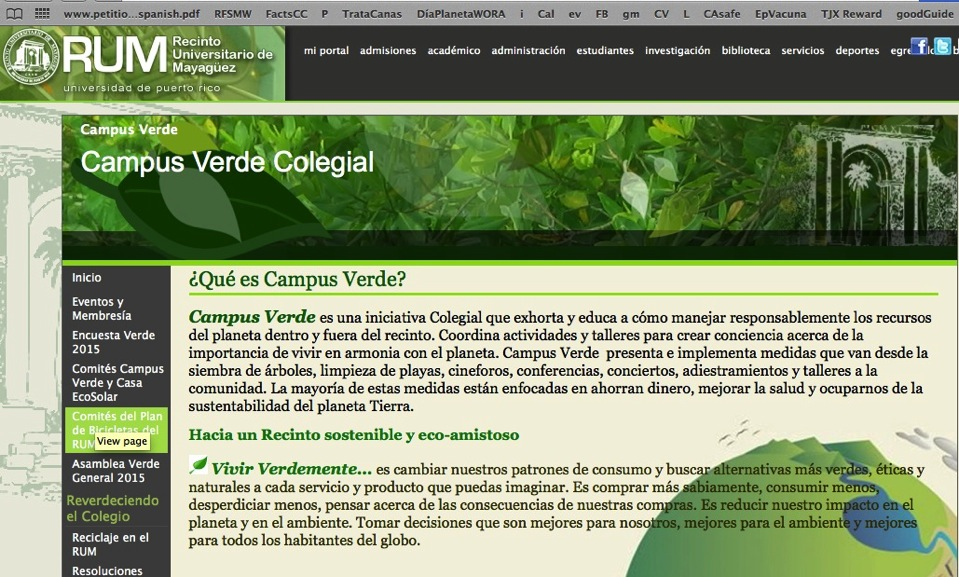 www.petitio...spanish.pdf RFSMW FactsCC P TrataCanas DíaPlanetaWORA i Cal ev FB gm CV L CAsafe EpVacuna TJX Reward goodGuide
RUM Recinto
Universitario de
Mayagüez
universidad de puerto rico
mi portal admisiones académico administración estudiantes investigación biblioteca servicios deportes
Campus Verde
Campus Verde Colegial
Inicio
Eventos y
Membresía
Encuesta Verde
2015
Comités Campus
Verde y Casa
EcoSolar
Comités del Plan
de Bicicletas del
RUM
View page
Asamblea Verde
General 2015
Reverdeciendo
el Colegio
Reciclaje en el
RUM
Resoluciones
¿Qué es Campus Verde?
Campus Verde es una iniciativa Colegial que exhorta y educa a cómo manejar responsablemente los recursos
del planeta dentro y fuera del recinto. Coordina actividades y talleres para crear conciencia acerca de la
importancia de vivir en armonia con el planeta. Campus Verde presenta e implementa medidas que van desde la
siembra de árboles, limpieza de playas, cineforos, conferencias, conciertos, adiestramientos y talleres a la
comunidad. La mayoría de estas medidas están enfocadas en ahorran dinero, mejorar la salud y ocuparnos de la
sustentabilidad del planeta Tierra.
Hacia un Recinto sostenible y eco-amistoso
Vivir Verdemente... es cambiar nuestros patrones de consumo y buscar alternativas más verdes, éticas y
naturales a cada servicio y producto que puedas imaginar. Es comprar más sabiamente, consumir menos,
desperdiciar menos, pensar acerca de las consecuencias de nuestras compras. Es reducir nuestro impacto en el
planeta y en el ambiente. Tomar decisiones que son mejores para nosotros, mejores para el ambiente y mejores
para todos los habitantes del globo.